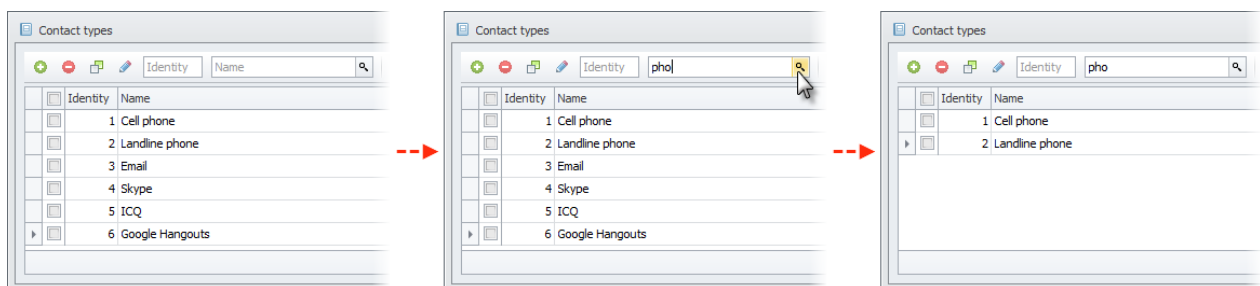 Contact types
Identity Name
Identity Name
1 Cell phone
2 Landline phone
3 Email
4 Skype
5 ICQ
6 Google Hangouts
Contact types
Identity pho
Identity Name
1 Cell phone
2 Landline phone
3 Email
4 Skype
5 ICQ
6 Google Hangouts
Contact types
Identity pho
Identity Name
1 Cell phone
2 Landline phone